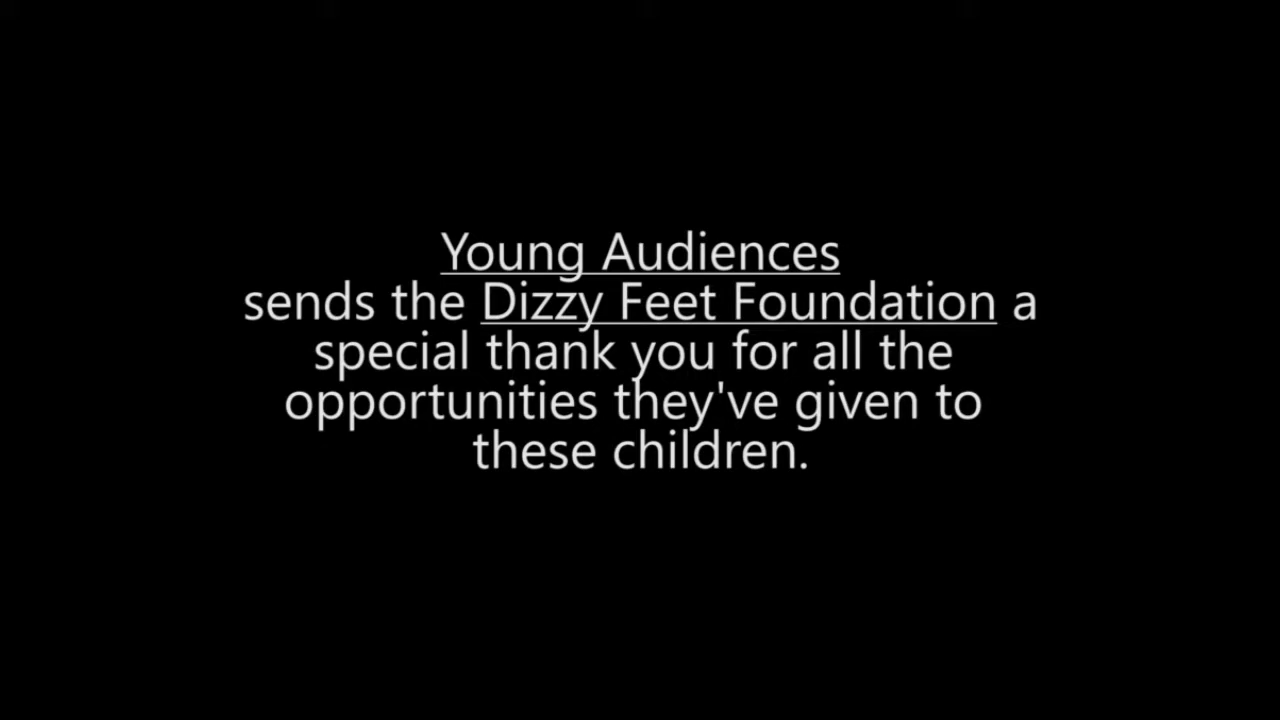 Young Audiences
sends the Dizzy Feet Foundation a
special thank you for all the
opportunities they've given to
these children.